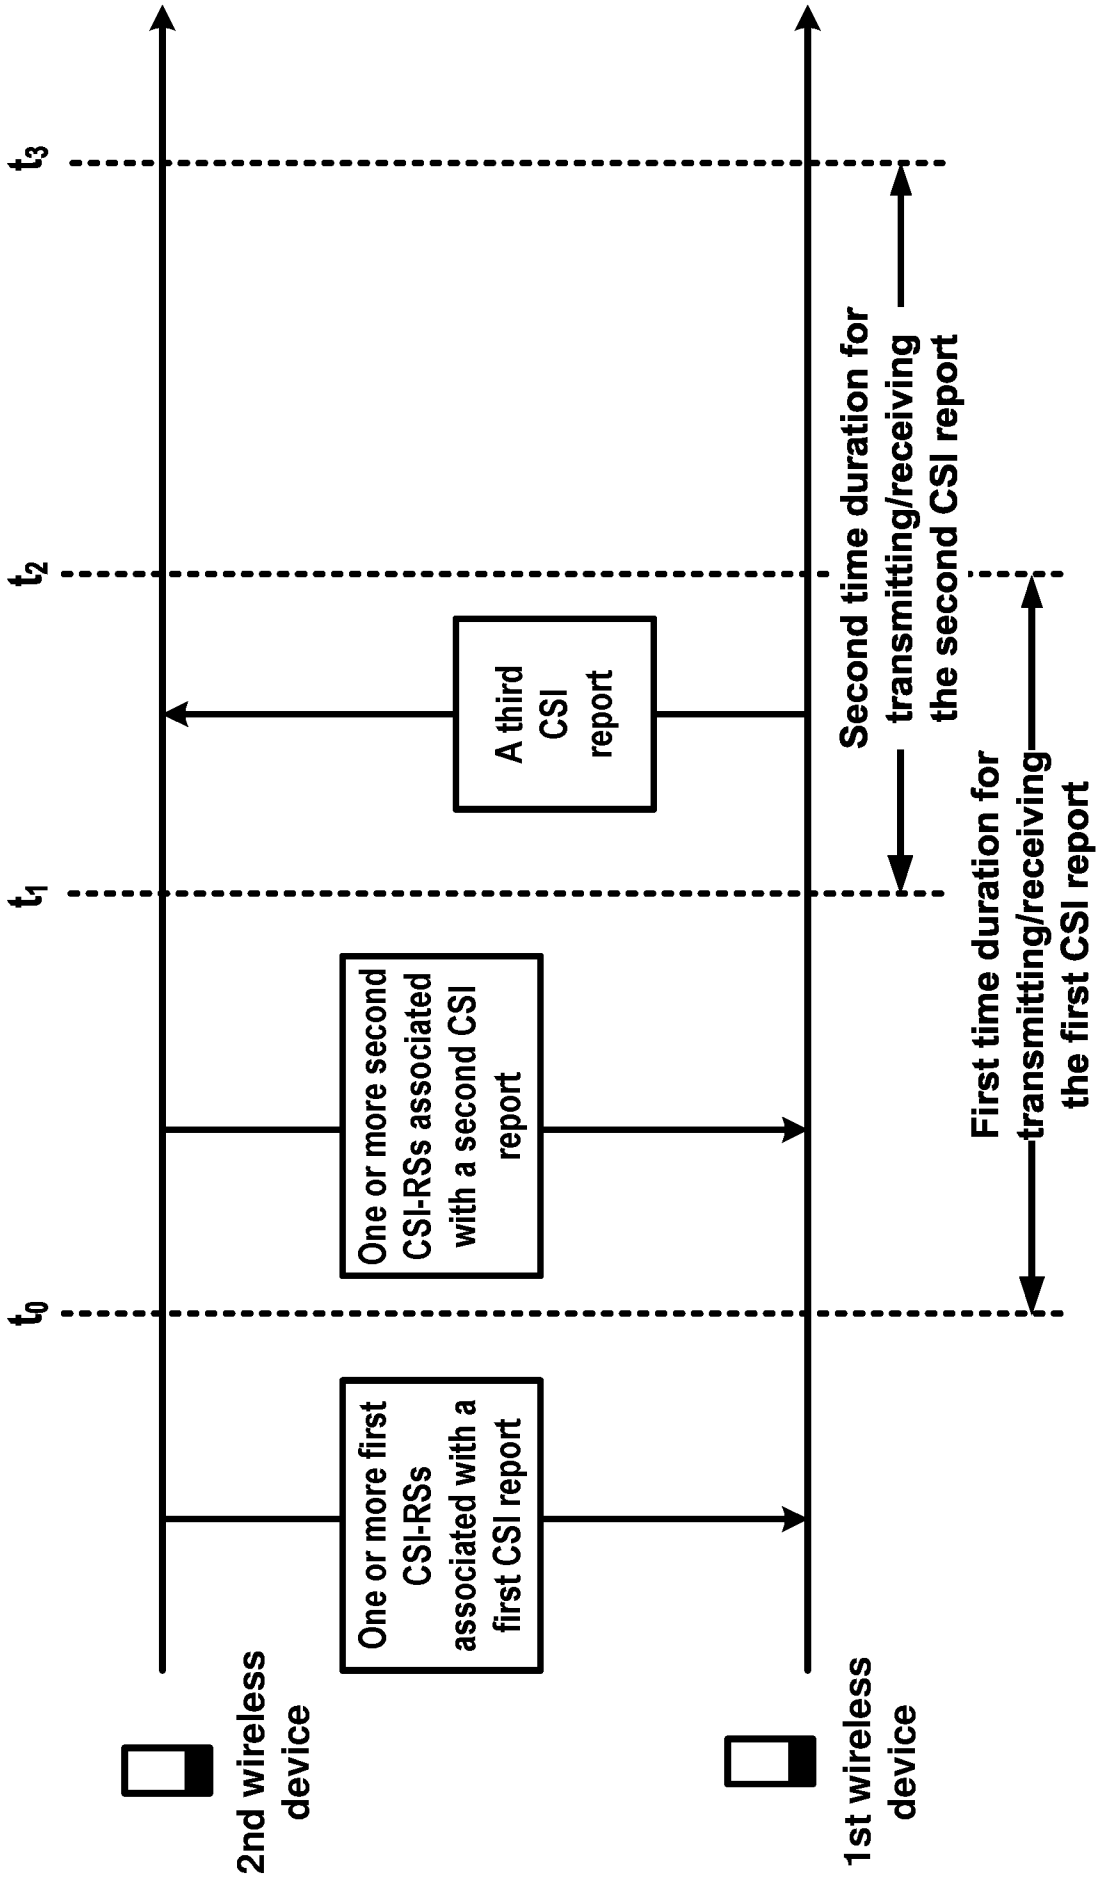 2nd wireless
device
1st wireless
device
One or more first
CSI-RSs
associated with a
first CSI report
t0
One or more second
CSI-RSs associated
with a second CSI
report
t1
A third
CSI
report
t2
t3
Second time duration for
transmitting/receiving
the second CSI report
First time duration for
transmitting/receiving
the first CSI report